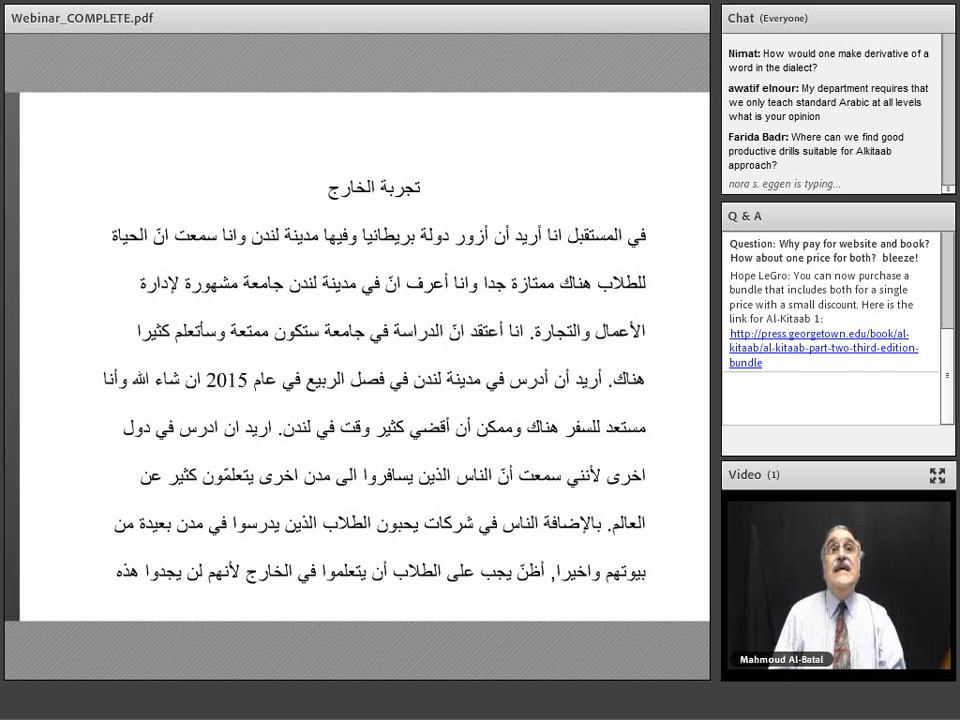 Webinar_COMPLETE.pdf
تجربة الخارج
في المستقبل انا أريد أن أزور دولة بريطانيا وفيها مدينة لندن وانا سمعت انّ الحياة
للطلاب هناك ممتازة جدا وانا أعرف انّ في مدينة لندن جامعة مشهورة لإدارة
الأعمال والتجارة. انا أعتقد انّ الدراسة في جامعة ستكون ممتعة وسأتعلم كثيرا
هناك. أريد أن أدرس في مدينة لندن في فصل الربيع في عام 2015 ان شاء الله وأنا
مستعد للسفر هناك وممكن أن أقضي كثير وقت في لندن. اريد ان ادرس في دول
اخرى لأنني سمعت أنّ الناس الذين يسافروا الى مدن اخرى يتعلمّون كثير عن
العالم. بالإضافة الناس في شركات يحبون الطلاب الذين يدرسوا في مدن بعيدة من
بيوتهم واخيرا, أظنّ يجب على الطلاب أن يتعلموا في الخارج لأنهم لن يجدوا هذه
Chat (Everyone)
Nimat: How would one make derivative of a
word in the dialect?
awatif elnour: My department requires that
we only teach standard Arabic at all levels
what is your opinion
Farida Badr: Where can we find good
productive drills suitable for Alkitaab
approach?
nora s. eggen is typing...
Q & A
Question: Why pay for website and book?
How about one price for both? bleeze!
Hope LeGro: You can now purchase a
bundle that includes both for a single
price with a small discount. Here is the
link for Al-Kitaab 1:
http://press.georgetown.edu/book/al-
kitaab/al-kitaab-part-two-third-edition-
bundle
Video (1)
Mahmoud Al-Batal